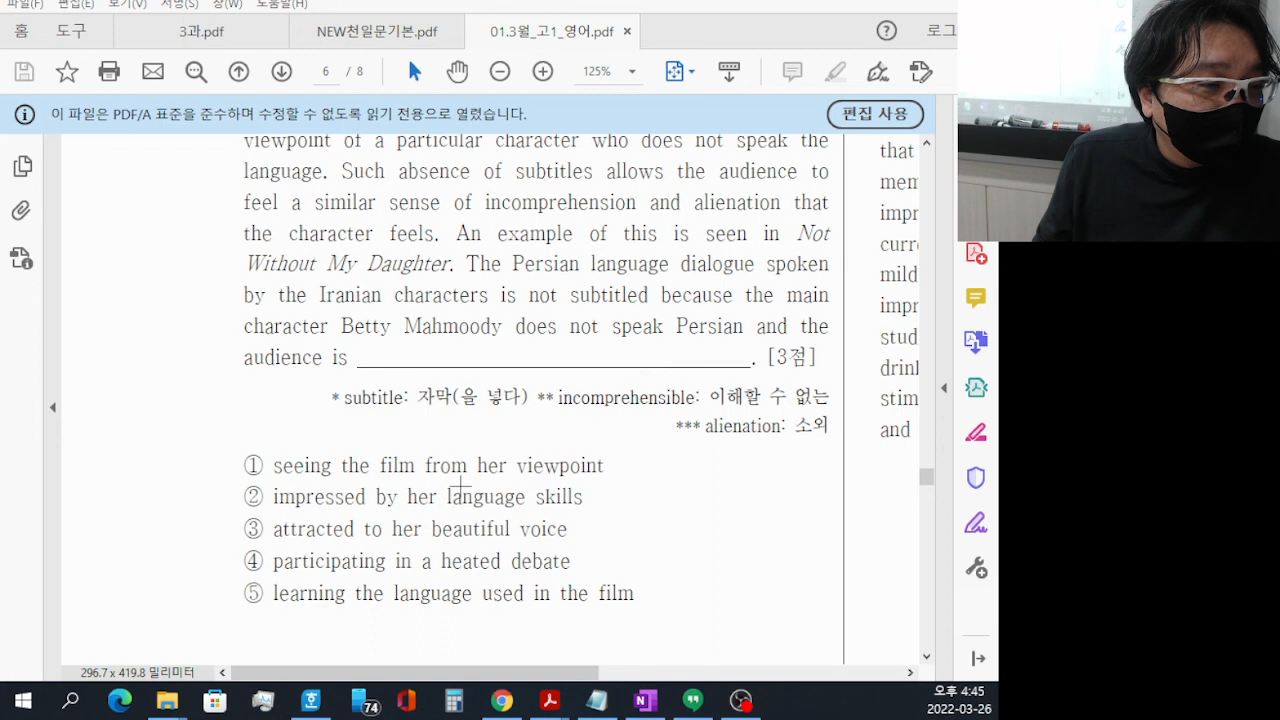 파일(F) 편집(E) 보기(V) 서명(S) 창(W) 도움말(H)
홈 도구 3과.pdf NEW천일문기본.pdf 01.3월_고1_영어.pdf × 로그
6 / 8 125%
이 파일은 PDF/A 표준을 준수하며 수정할 수 없도록 읽기 전용으로 열렸습니다. 편집 사용
viewpoint of a particular character who does not speak the
language. Such absence of subtitles allows the audience to
feel a similar sense of incomprehension and alienation that
the character feels. An example of this is seen in Not
Without My Daughter. The Persian language dialogue spoken
by the Iranian characters is not subtitled because the main
character Betty Mahmoody does not speak Persian and the
audience is ____________. [3점]
* subtitle: 자막(을 넣다) ** incomprehensible: 이해할 수 없는
*** alienation: 소외
① seeing the film from her viewpoint
② impressed by her language skills
③ attracted to her beautiful voice
④ participating in a heated debate
⑤ learning the language used in the film
that
mem
impr
curre
mild
impr
stud
drinl
stim
and
296.7 x 419.8 밀리미터
74
오후 4:45
2022-03-26